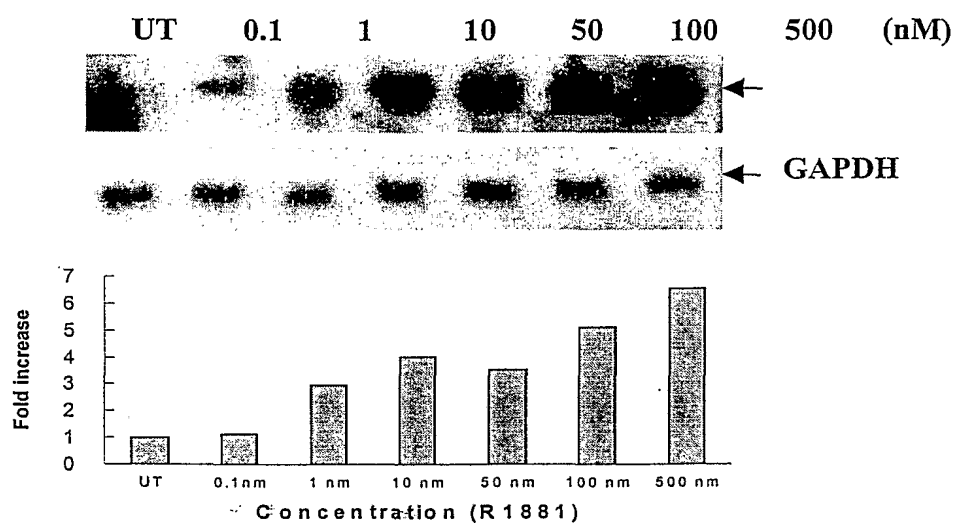 UT 0.1 1 10 50 100 500 (nM)
GAPDH
7
6
5
4
3
2
1
0
Fold increase
UT 0.1nm 1 nm 10 nm 50 nm 100 nm 500 nm
Concentration (R1881)